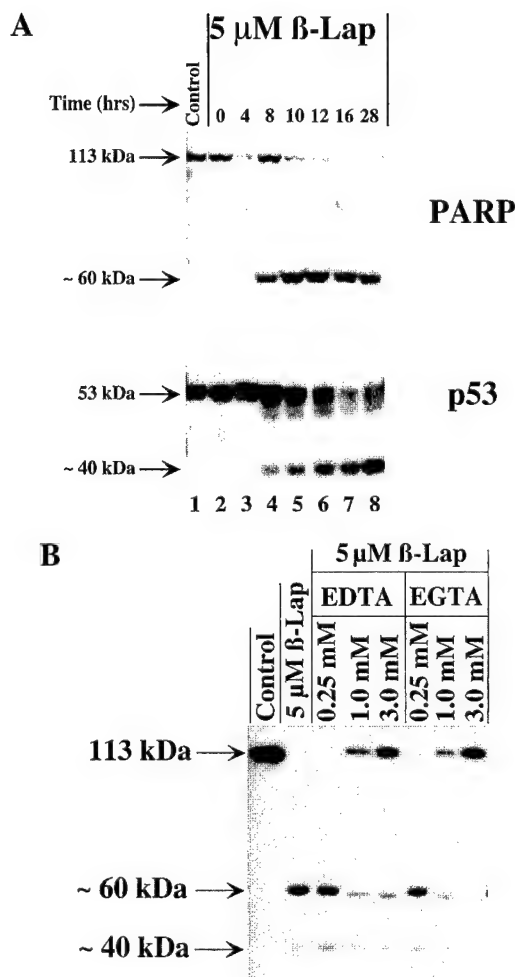 A
5 µM ß-Lap
Control
Time (hrs)
0 4 8 10 12 16 28
113 kDa
PARP
~ 60 kDa
53 kDa
p53
~ 40 kDa
1 2 3 4 5 6 7 8
B
5 µM ß-Lap
EDTA EGTA
Control
5 µM ß-Lap
0.25 mM
1.0 mM
3.0 mM
0.25 mM
1.0 mM
3.0 mM
113 kDa
~ 60 kDa
~ 40 kDa